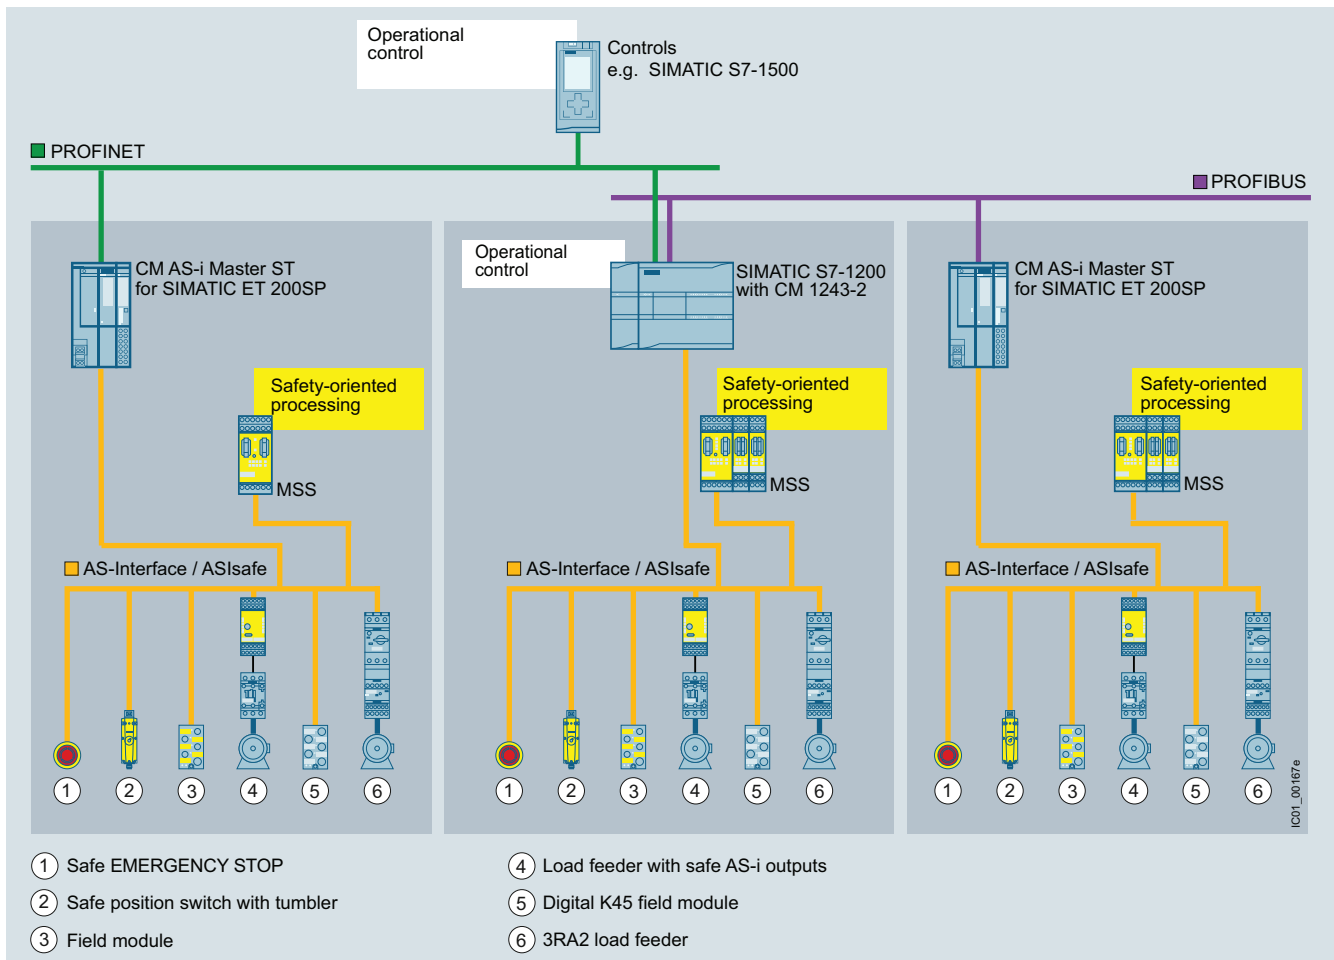 Operational
control
Controls
e.g. SIMATIC S7-1500
PROFINET
PROFIBUS
CM AS-i Master ST
for SIMATIC ET 200SP
Operational
control
SIMATIC S7-1200
with CM 1243-2
CM AS-i Master ST
for SIMATIC ET 200SP
Safety-oriented
processing
MSS
Safety-oriented
processing
MSS
Safety-oriented
processing
MSS
AS-Interface / ASIsafe
AS-Interface / ASIsafe
AS-Interface / ASIsafe
1 2 3 4 5 6
1 2 3 4 5 6
1 2 3 4 5 6
IC01_00167e
1 Safe EMERGENCY STOP
2 Safe position switch with tumbler
3 Field module
4 Load feeder with safe AS-i outputs
5 Digital K45 field module
6 3RA2 load feeder